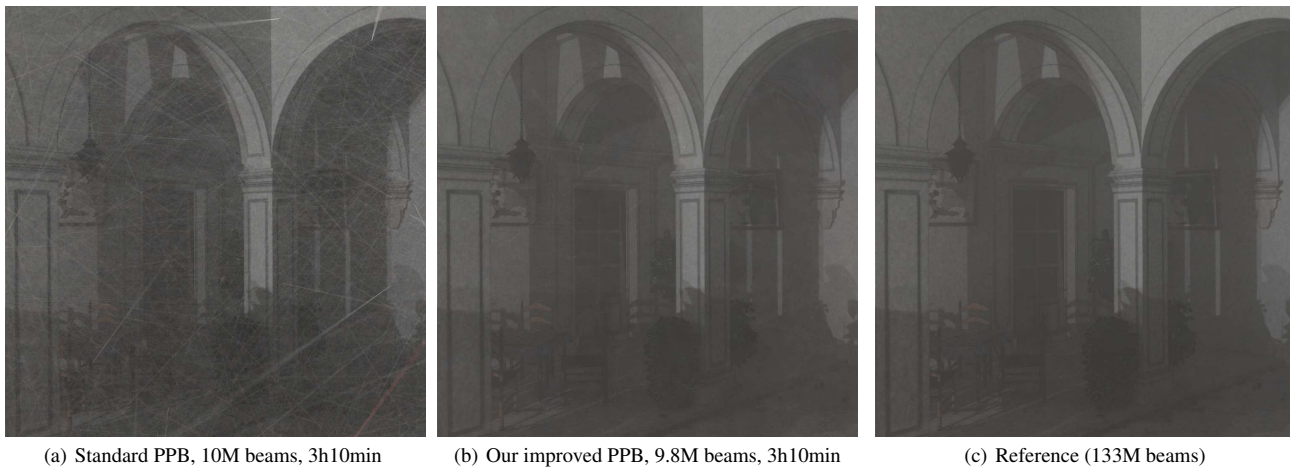 (a) Standard PPB, 10M beams, 3h10min
(b) Our improved PPB, 9.8M beams, 3h10min
(c) Reference (133M beams)